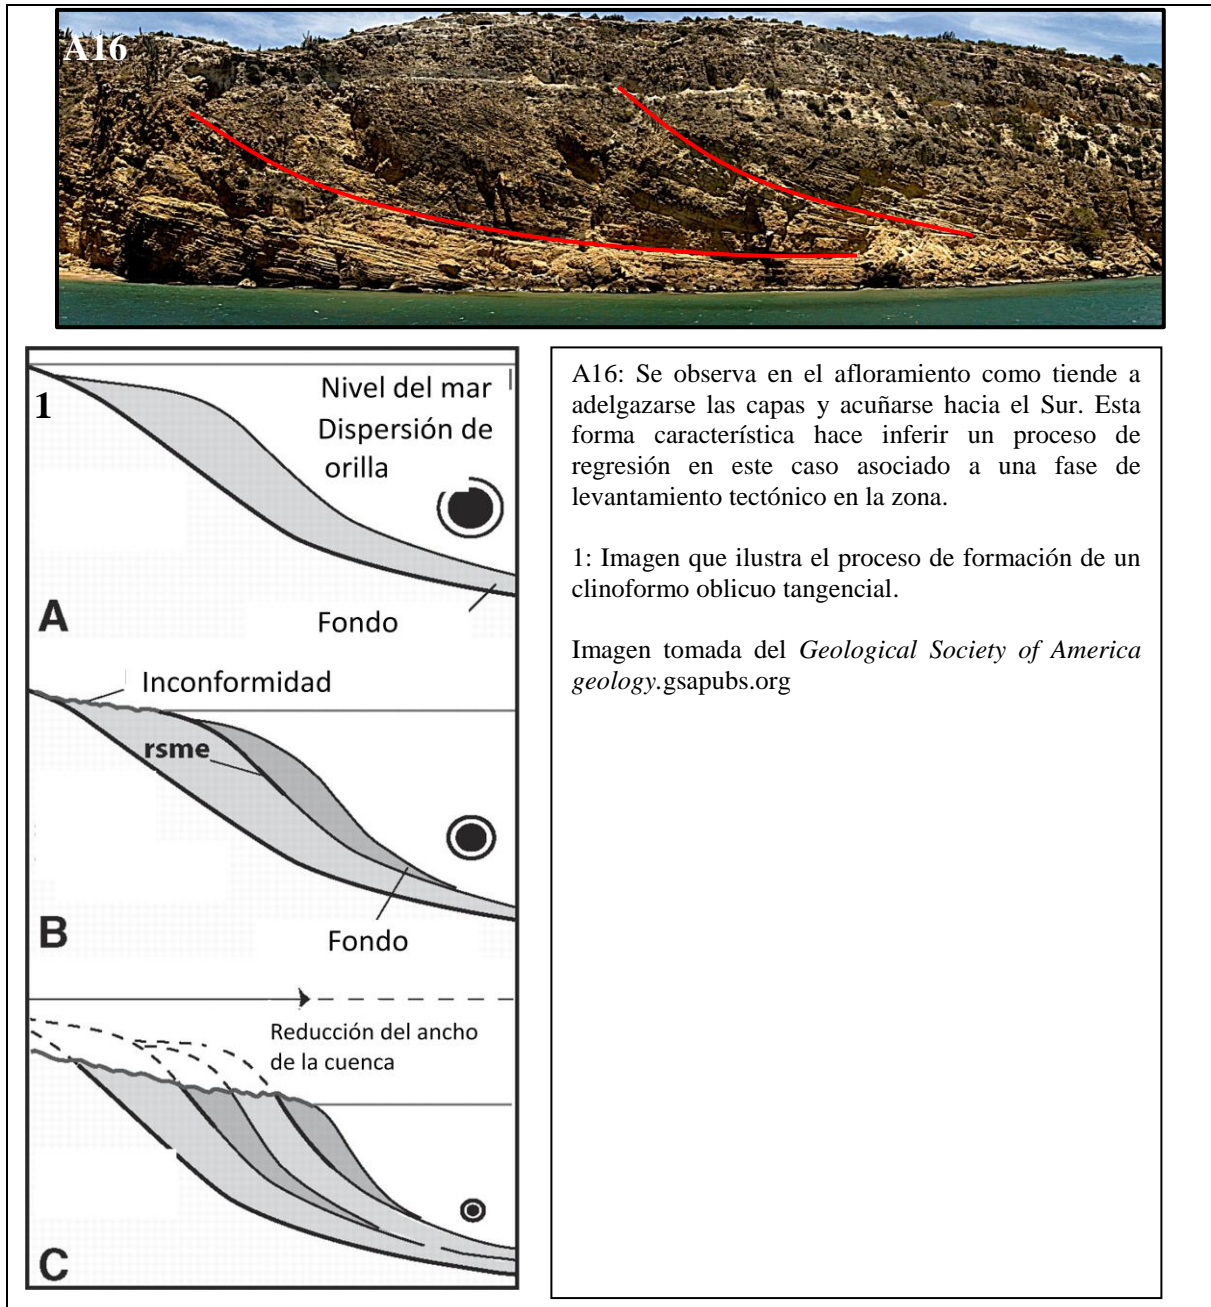 A16
1
Nivel del mar
Dispersión de
orilla
Fondo
A
Inconformidad
rsme
Fondo
B
Reducción del ancho
de la cuenca
C
A16: Se observa en el afloramiento como tiende a
adelgazarse las capas y acuñarse hacia el Sur. Esta
forma característica hace inferir un proceso de
regresión en este caso asociado a una fase de
levantamiento tectónico en la zona.
1: Imagen que ilustra el proceso de formación de un
clinoformo oblicuo tangencial.
Imagen tomada del Geological Society of America
geology.gsapubs.org